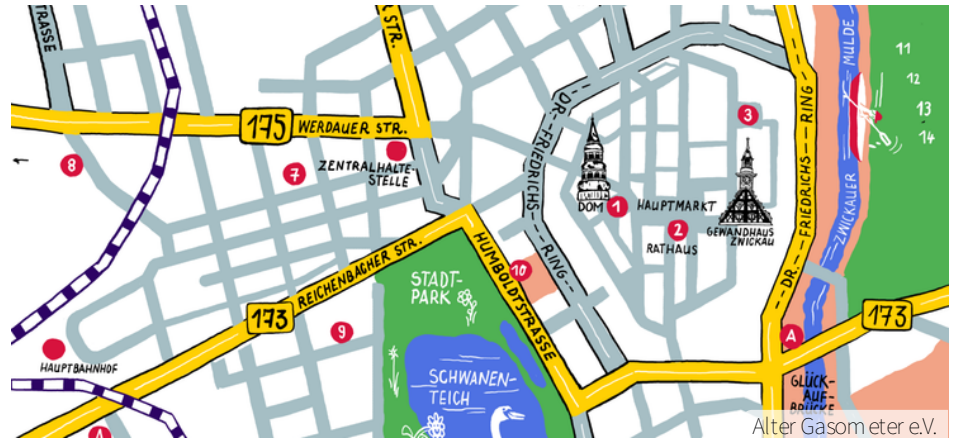 TRASSE
STR.
175
WERDAUER STR.
ZENTRALHALTE-
STELLE
8
7
DR.-FRIEDRICHS-RING
DOM
1
HAUPTMARKT
2
RATHAUS
3
GEWANDHAUS
ZWICKAU
DR.-FRIEDRICHS-RING
ZWICKAUER MULDE
11
12
13
14
REICHENBACHER STR.
173
HUMBOLDTSTRASSE
10
STADT-
PARK
9
SCHWANEN-
TEICH
HAUPTBAHNHOF
173
A
GLÜCK-
AUF-
BRÜCKE
Alter Gasometer e.V.